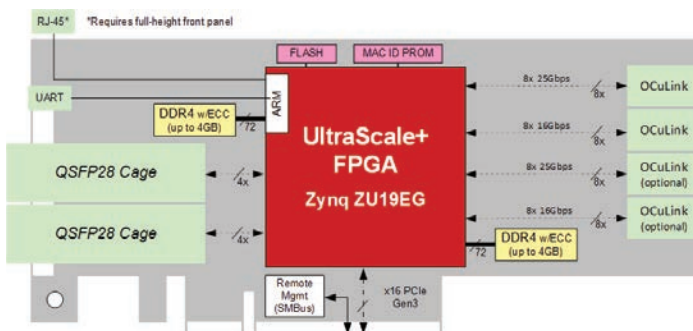 RJ-45* *Requires full-height front panel
FLASH
MAC ID PROM
UART
ARM
DDR4 w/ECC
(up to 4GB)
72
UltraScale+
FPGA
Zynq ZU19EG
QSFP28 Cage
4x
QSFP28 Cage
4x
8x 25Gbps
8x
OCuLink
8x 16Gbps
8x
OCuLink
8x 25Gbps
8x
OCuLink
(optional)
8x 16Gbps
8x
OCuLink
(optional)
72
DDR4 w/ECC
(up to 4GB)
Remote
Mgmt
(SMBus)
x16 PCIe
Gen3